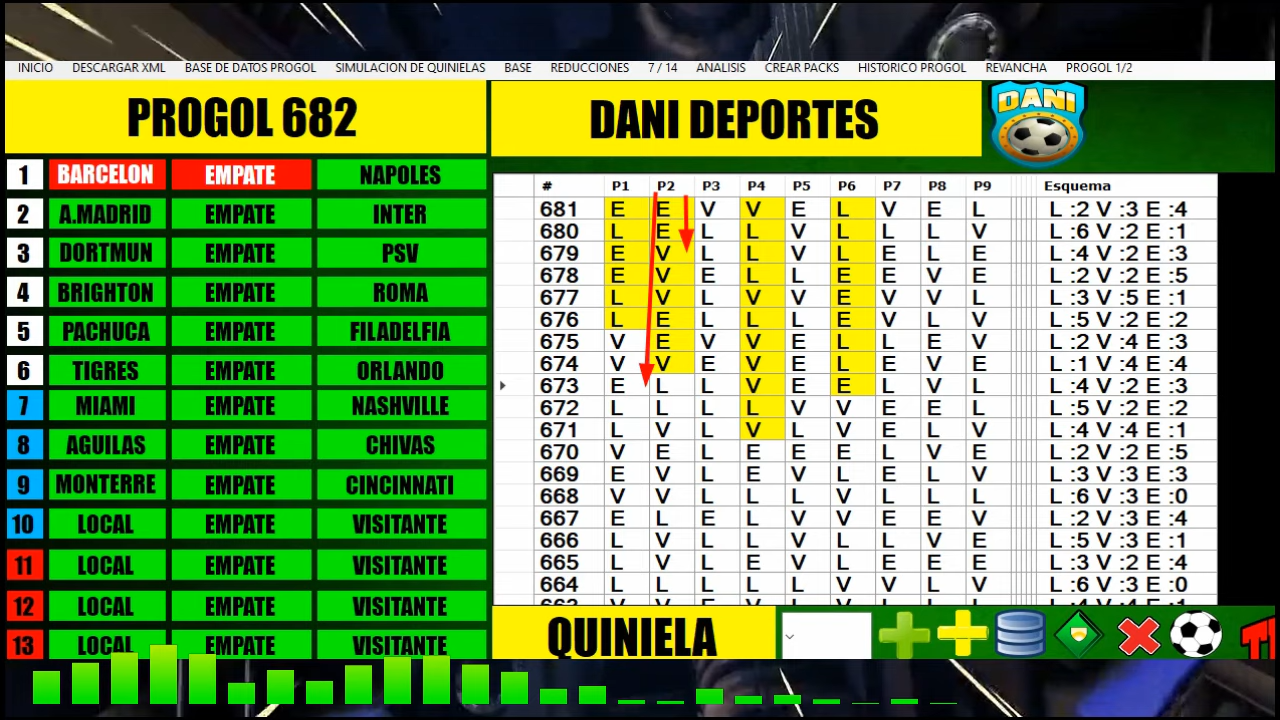 INICIO DESCARGAR XML BASE DE DATOS PROGOL SIMULACION DE QUINIELAS BASE REDUCCIONES 7 / 14 ANALISIS CREAR PACKS HISTORICO PROGOL REVANCHA PROGOL 1/2
PROGOL 682
DANI DEPORTES
DANI
1 BARCELON EMPATE NAPOLES
2 A.MADRID EMPATE INTER
3 DORTMUN EMPATE PSV
4 BRIGHTON EMPATE ROMA
5 PACHUCA EMPATE FILADELFIA
6 TIGRES EMPATE ORLANDO
7 MIAMI EMPATE NASHVILLE
8 AGUILAS EMPATE CHIVAS
9 MONTERRE EMPATE CINCINNATI
10 LOCAL EMPATE VISITANTE
11 LOCAL EMPATE VISITANTE
12 LOCAL EMPATE VISITANTE
13 LOCAL EMPATE VISITANTE
# P1 P2 P3 P4 P5 P6 P7 P8 P9 Esquema
681 E E V V E L V E L L :2 V :3 E :4
680 L E L L V L L L V L :6 V :2 E :1
679 E V L L V L E L E L :4 V :2 E :3
678 E V E L L E E V E L :2 V :2 E :5
677 L V L V V E V V L L :3 V :5 E :1
676 L E L L L E V L V L :5 V :2 E :2
675 V E V V E L L E V L :2 V :4 E :3
674 V V E V E L E V E L :1 V :4 E :4
673 E L L V E E L V L L :4 V :2 E :3
672 L L L L V V E E L L :5 V :2 E :2
671 L V L V L V E L V L :4 V :4 E :1
670 V E L E E E L V E L :2 V :2 E :5
669 E V L E V L E L V L :3 V :3 E :3
668 V V L L L V L L L L :6 V :3 E :0
667 E L E L V V E E V L :2 V :3 E :4
666 L V L L V L L V E L :5 V :3 E :1
665 L V L E V L E E E L :3 V :2 E :4
664 L L L L L V V L V L :6 V :3 E :0
QUINIELA